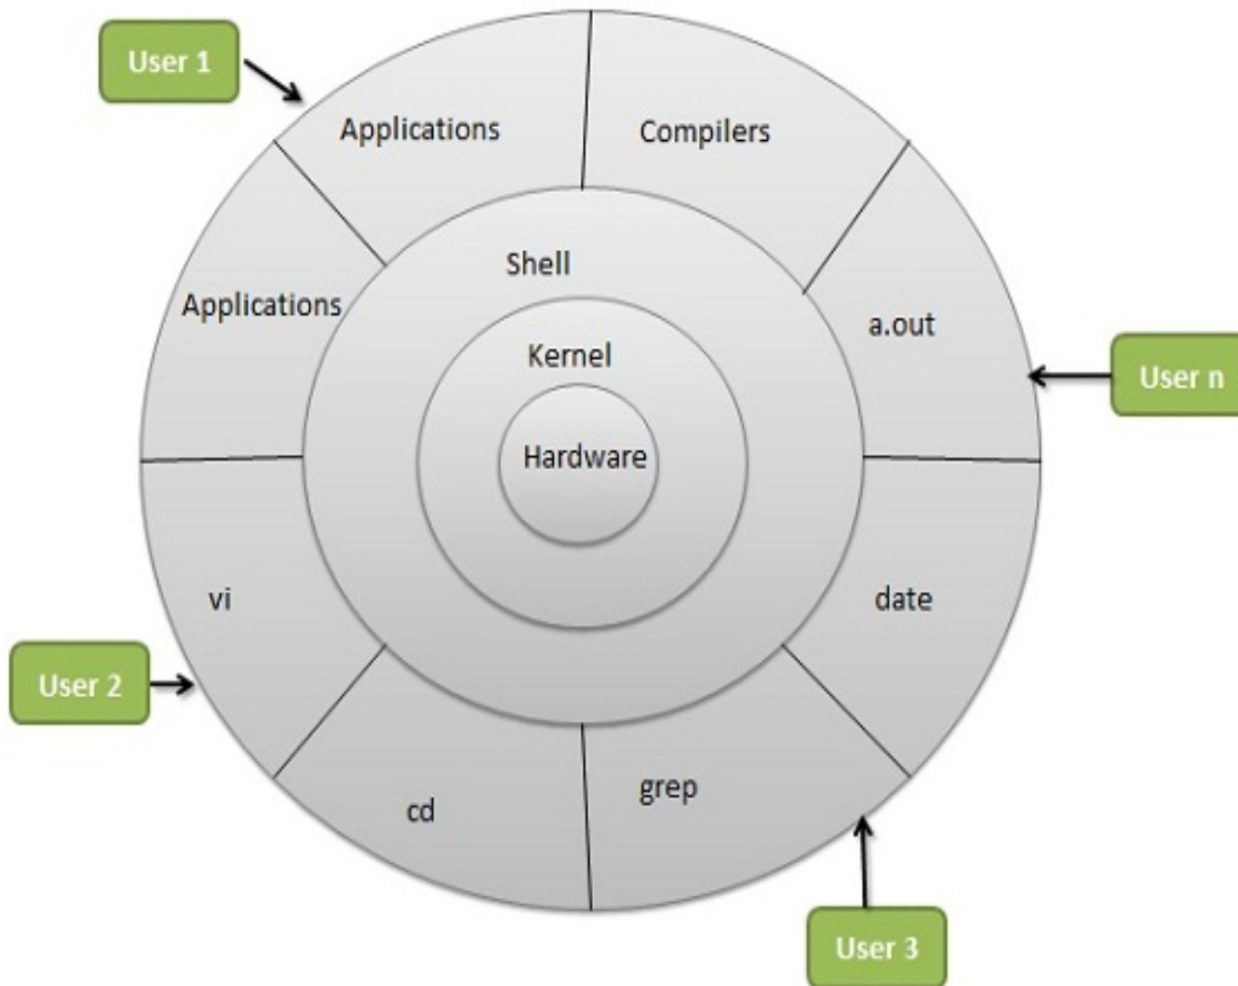 User 1
Applications
Compilers
Shell
Applications
a.out
Kernel
User n
Hardware
vi
date
User 2
cd
grep
User 3